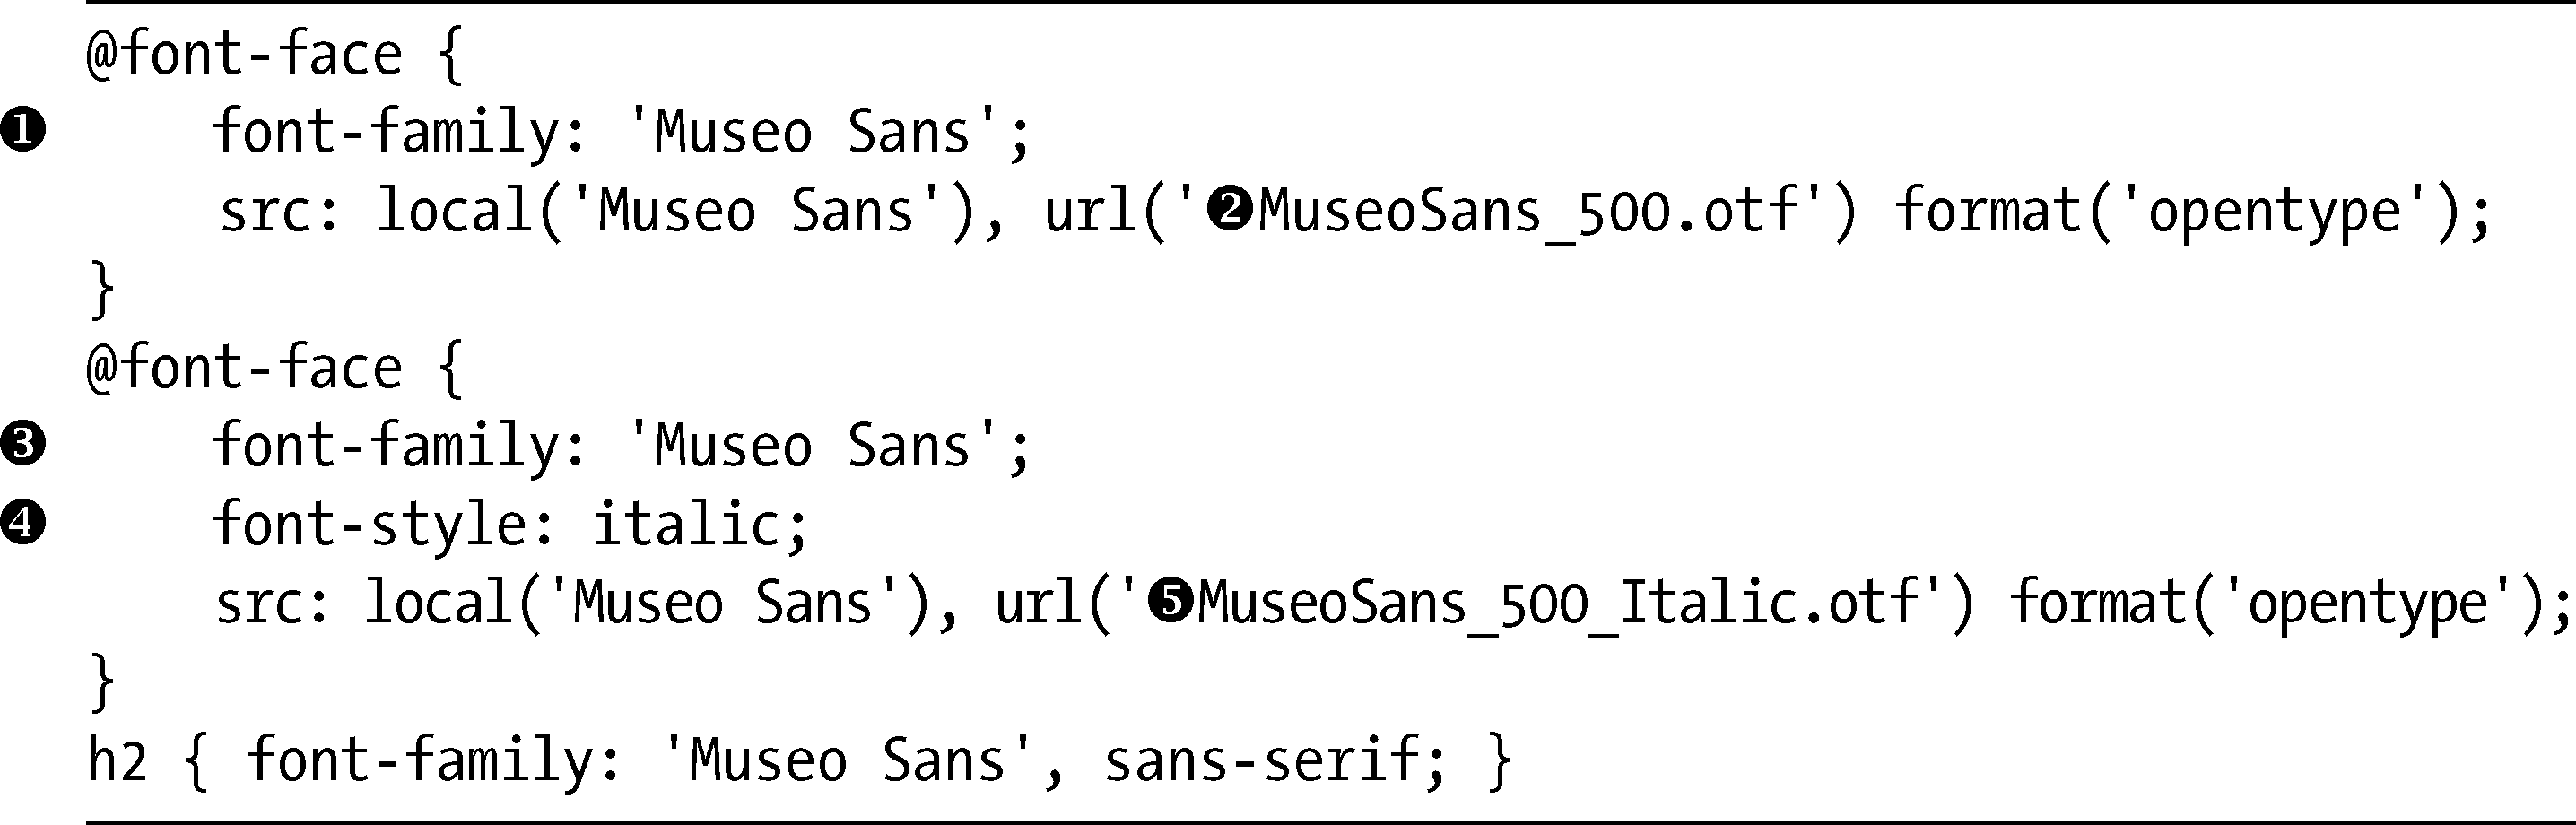 @font-face {
❶ font-family: 'Museo Sans';
src: local('Museo Sans'), url('❷MuseoSans_500.otf') format('opentype');
}
@font-face {
❸ font-family: 'Museo Sans';
❹ font-style: italic;
src: local('Museo Sans'), url('❺MuseoSans_500_Italic.otf') format('opentype');
}
h2 { font-family: 'Museo Sans', sans-serif; }